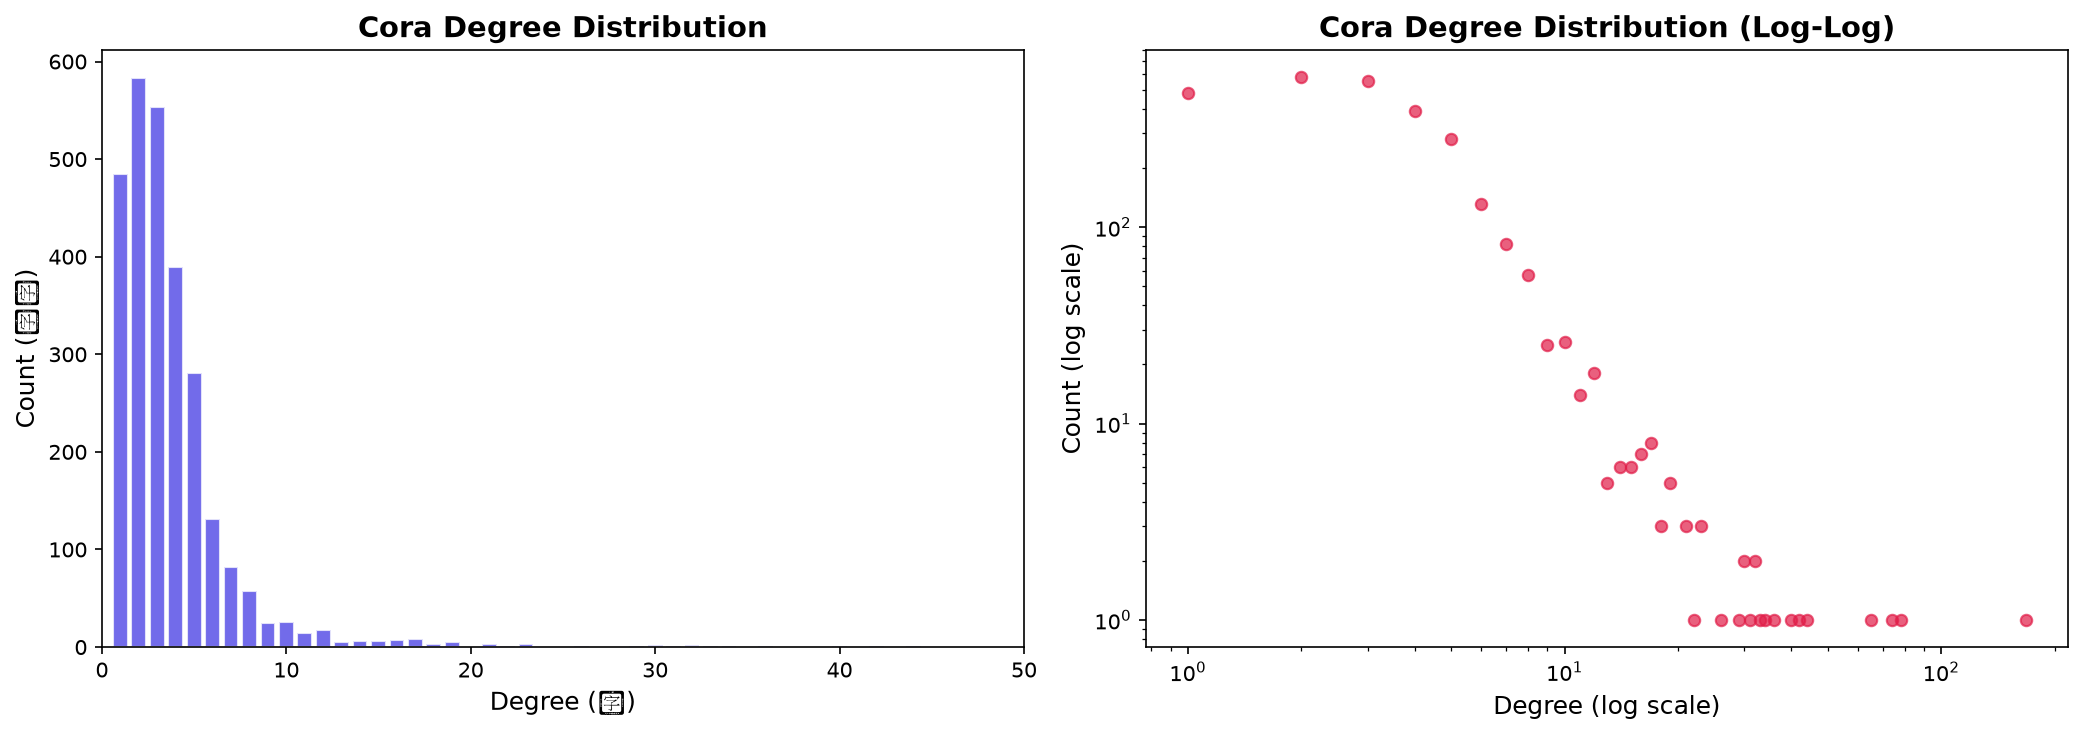 Cora Degree Distribution
600
500
400
300
200
100
0
Count ()
0 10 20 30 40 50
Degree ()
Cora Degree Distribution (Log-Log)
10²
10¹
10⁰
Count (log scale)
10⁰ 10¹ 10²
Degree (log scale)